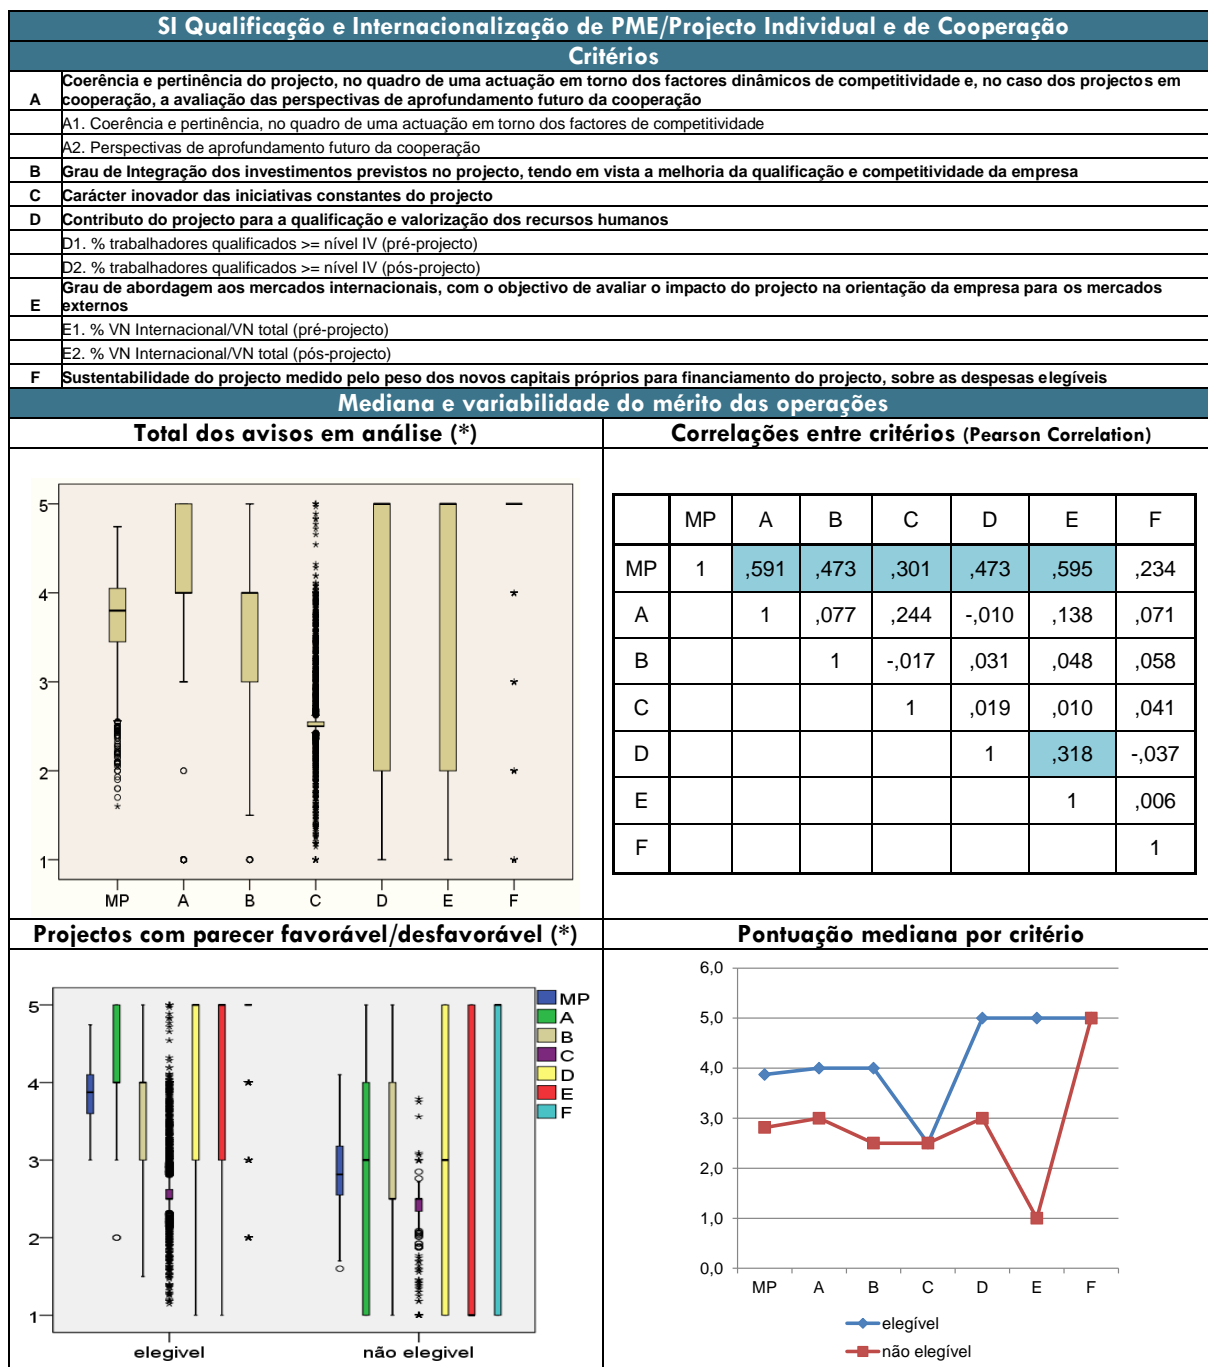 SI Qualificação e Internacionalização de PME/Projecto Individual e de Cooperação
Critérios
A Coerência e pertinência do projecto, no quadro de uma actuação em torno dos factores dinâmicos de competitividade e, no caso dos projectos em
cooperação, a avaliação das perspectivas de aprofundamento futuro da cooperação
A1. Coerência e pertinência, no quadro de uma actuação em torno dos factores de competitividade
A2. Perspectivas de aprofundamento futuro da cooperação
B Grau de Integração dos investimentos previstos no projecto, tendo em vista a melhoria da qualificação e competitividade da empresa
C Carácter inovador das iniciativas constantes do projecto
D Contributo do projecto para a qualificação e valorização dos recursos humanos
D1. % trabalhadores qualificados >= nível IV (pré-projecto)
D2. % trabalhadores qualificados >= nível IV (pós-projecto)
E Grau de abordagem aos mercados internacionais, com o objectivo de avaliar o impacto do projecto na orientação da empresa para os mercados
externos
E1. % VN Internacional/VN total (pré-projecto)
E2. % VN Internacional/VN total (pós-projecto)
F Sustentabilidade do projecto medido pelo peso dos novos capitais próprios para financiamento do projecto, sobre as despesas elegíveis
Mediana e variabilidade do mérito das operações
Total dos avisos em análise (*)
5
4
3
2
1
MP A B C D E F
Correlações entre critérios (Pearson Correlation)
MP A B C D E F
MP 1 ,591 ,473 ,301 ,473 ,595 ,234
A 1 ,077 ,244 -,010 ,138 ,071
B 1 -,017 ,031 ,048 ,058
C 1 ,019 ,010 ,041
D 1 ,318 -,037
E 1 ,006
F 1
Projectos com parecer favorável/desfavorável (*)
5
4
3
2
1
elegivel não elegivel
MP
A
B
C
D
E
F
Pontuação mediana por critério
6,0
5,0
4,0
3,0
2,0
1,0
0,0
MP A B C D E F
elegível
não elegível